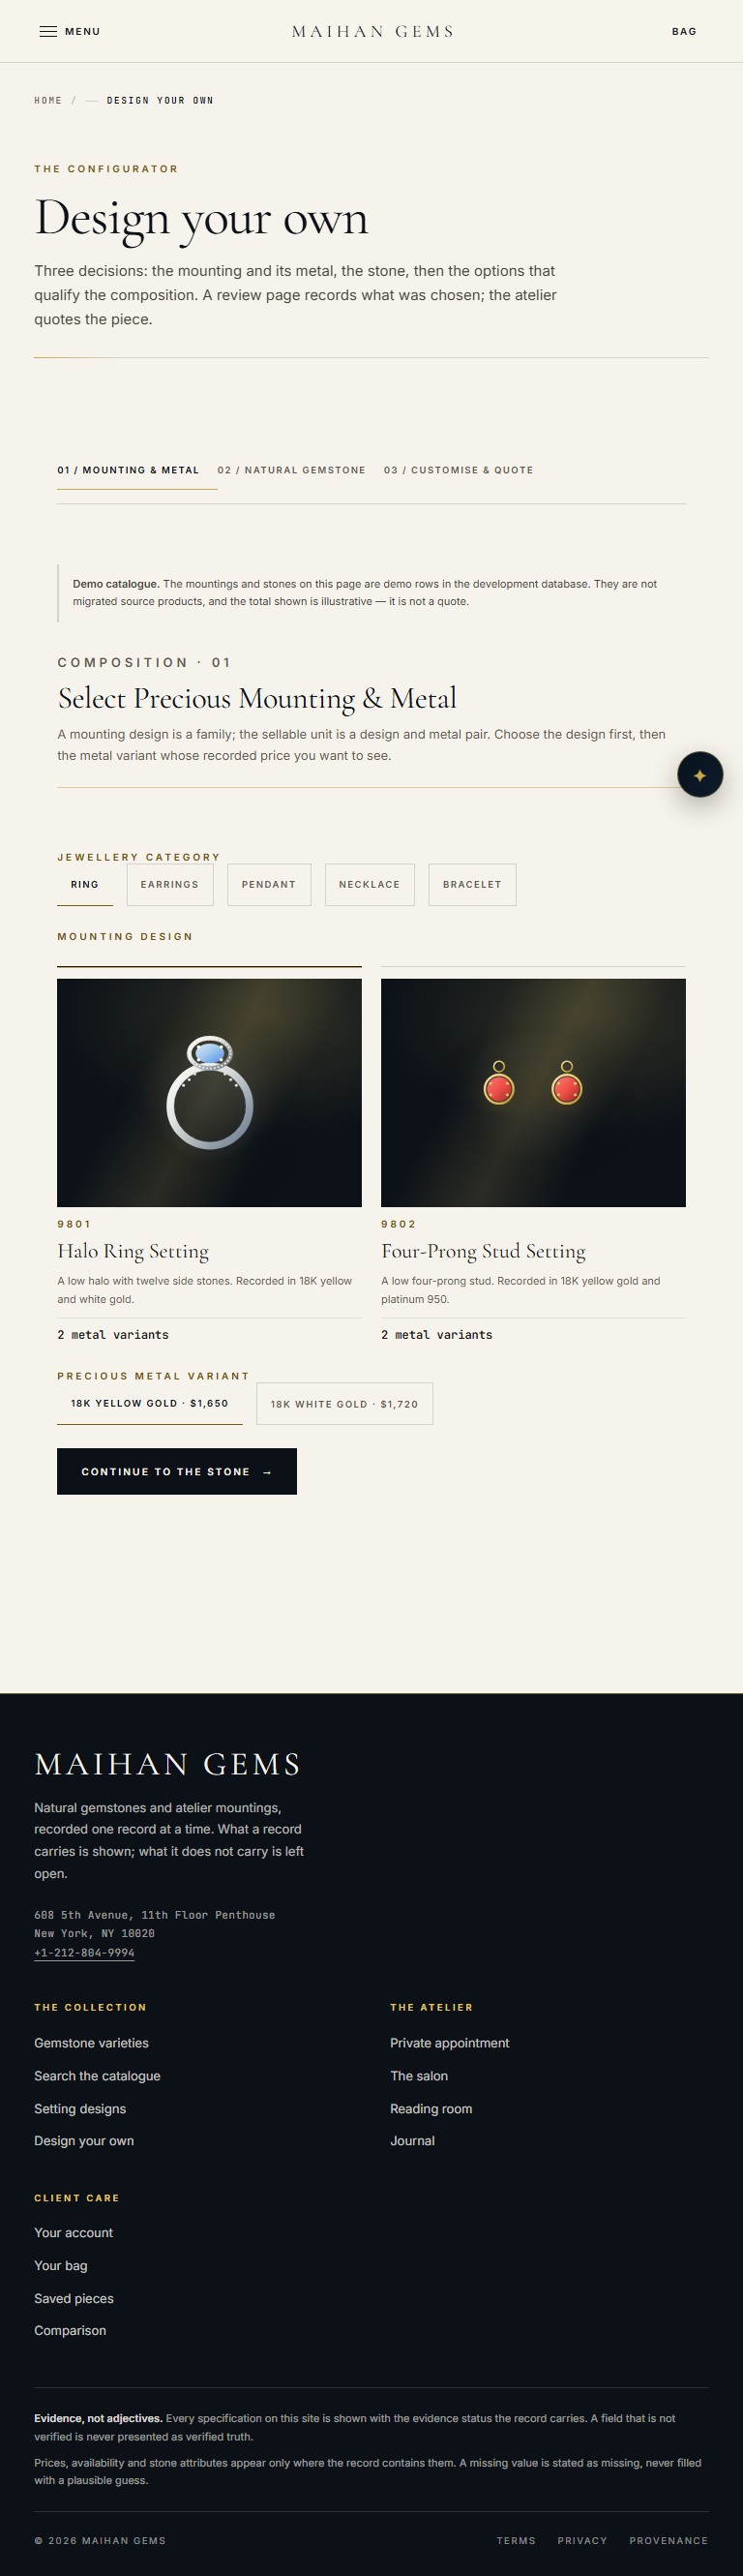 MENU
MAIHAN GEMS
BAG
HOME / — DESIGN YOUR OWN
THE CONFIGURATOR
Design your own
Three decisions: the mounting and its metal, the stone, then the options that
qualify the composition. A review page records what was chosen; the atelier
quotes the piece.
01 / MOUNTING & METAL
02 / NATURAL GEMSTONE
03 / CUSTOMISE & QUOTE
Demo catalogue. The mountings and stones on this page are demo rows in the development database. They are not
migrated source products, and the total shown is illustrative — it is not a quote.
COMPOSITION · 01
Select Precious Mounting & Metal
A mounting design is a family; the sellable unit is a design and metal pair. Choose the design first, then
the metal variant whose recorded price you want to see.
JEWELLERY CATEGORY
RING
EARRINGS
PENDANT
NECKLACE
BRACELET
MOUNTING DESIGN
9801
Halo Ring Setting
A low halo with twelve side stones. Recorded in 18K yellow
and white gold.
2 metal variants
9802
Four-Prong Stud Setting
A low four-prong stud. Recorded in 18K yellow gold and
platinum 950.
2 metal variants
PRECIOUS METAL VARIANT
18K YELLOW GOLD · $1,650
18K WHITE GOLD · $1,720
CONTINUE TO THE STONE →
MAIHAN GEMS
Natural gemstones and atelier mountings,
recorded one record at a time. What a record
carries is shown; what it does not carry is left
open.
608 5th Avenue, 11th Floor Penthouse
New York, NY 10020
+1-212-804-9994
THE COLLECTION
Gemstone varieties
Search the catalogue
Setting designs
Design your own
THE ATELIER
Private appointment
The salon
Reading room
Journal
CLIENT CARE
Your account
Your bag
Saved pieces
Comparison
Evidence, not adjectives. Every specification on this site is shown with the evidence status the record carries. A field that is not
verified is never presented as verified truth.
Prices, availability and stone attributes appear only where the record contains them. A missing value is stated as missing, never filled
with a plausible guess.
© 2026 MAIHAN GEMS
TERMS
PRIVACY
PROVENANCE